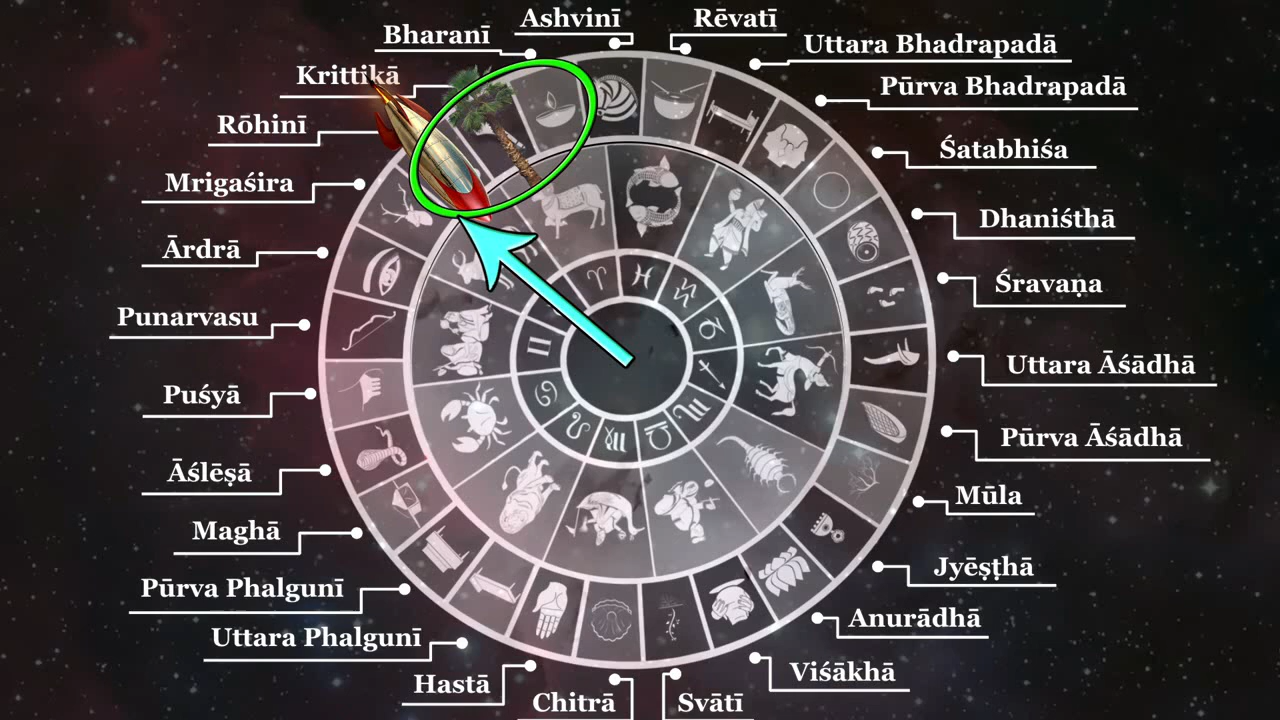 Ashvinī
Rēvatī
Bharanī
Uttara Bhadrapadā
Krittikā
Pūrva Bhadrapadā
Rōhinī
Śatabhiśa
Mrigaśira
Dhaniśthā
Ārdrā
Śravaṇa
Punarvasu
Uttara Āśādhā
Puśyā
Pūrva Āśādhā
Āślēṣā
Mūla
Maghā
Jyēṣṭhā
Pūrva Phalgunī
Anurādhā
Uttara Phalgunī
Viśākhā
Hastā
Chitrā
Svātī
♈ ♓ ♒ ♑ ♐ ♏ ♎ ♍ ♌ ♋ ♊